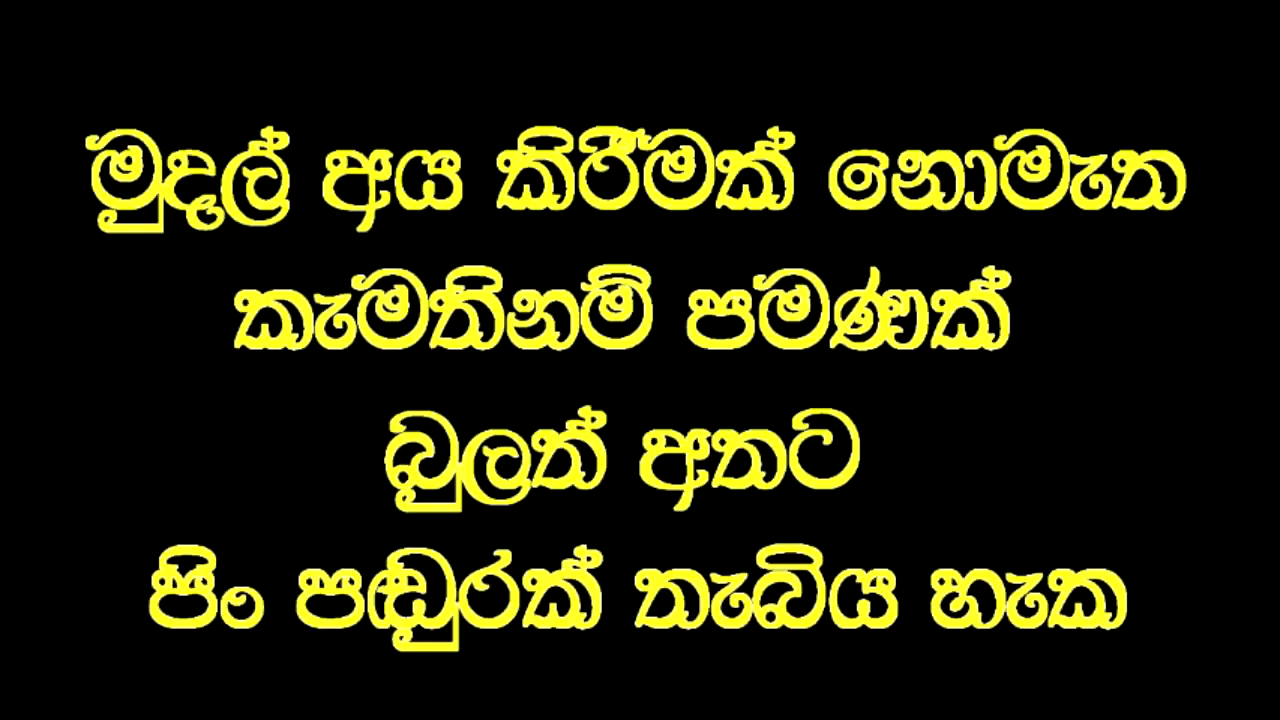 මුදල් අය කිරීමක් නොමැත
කැමතිනම් පමණක්
බුලත් අතට
පිං පඬුරක් තැබිය හැක